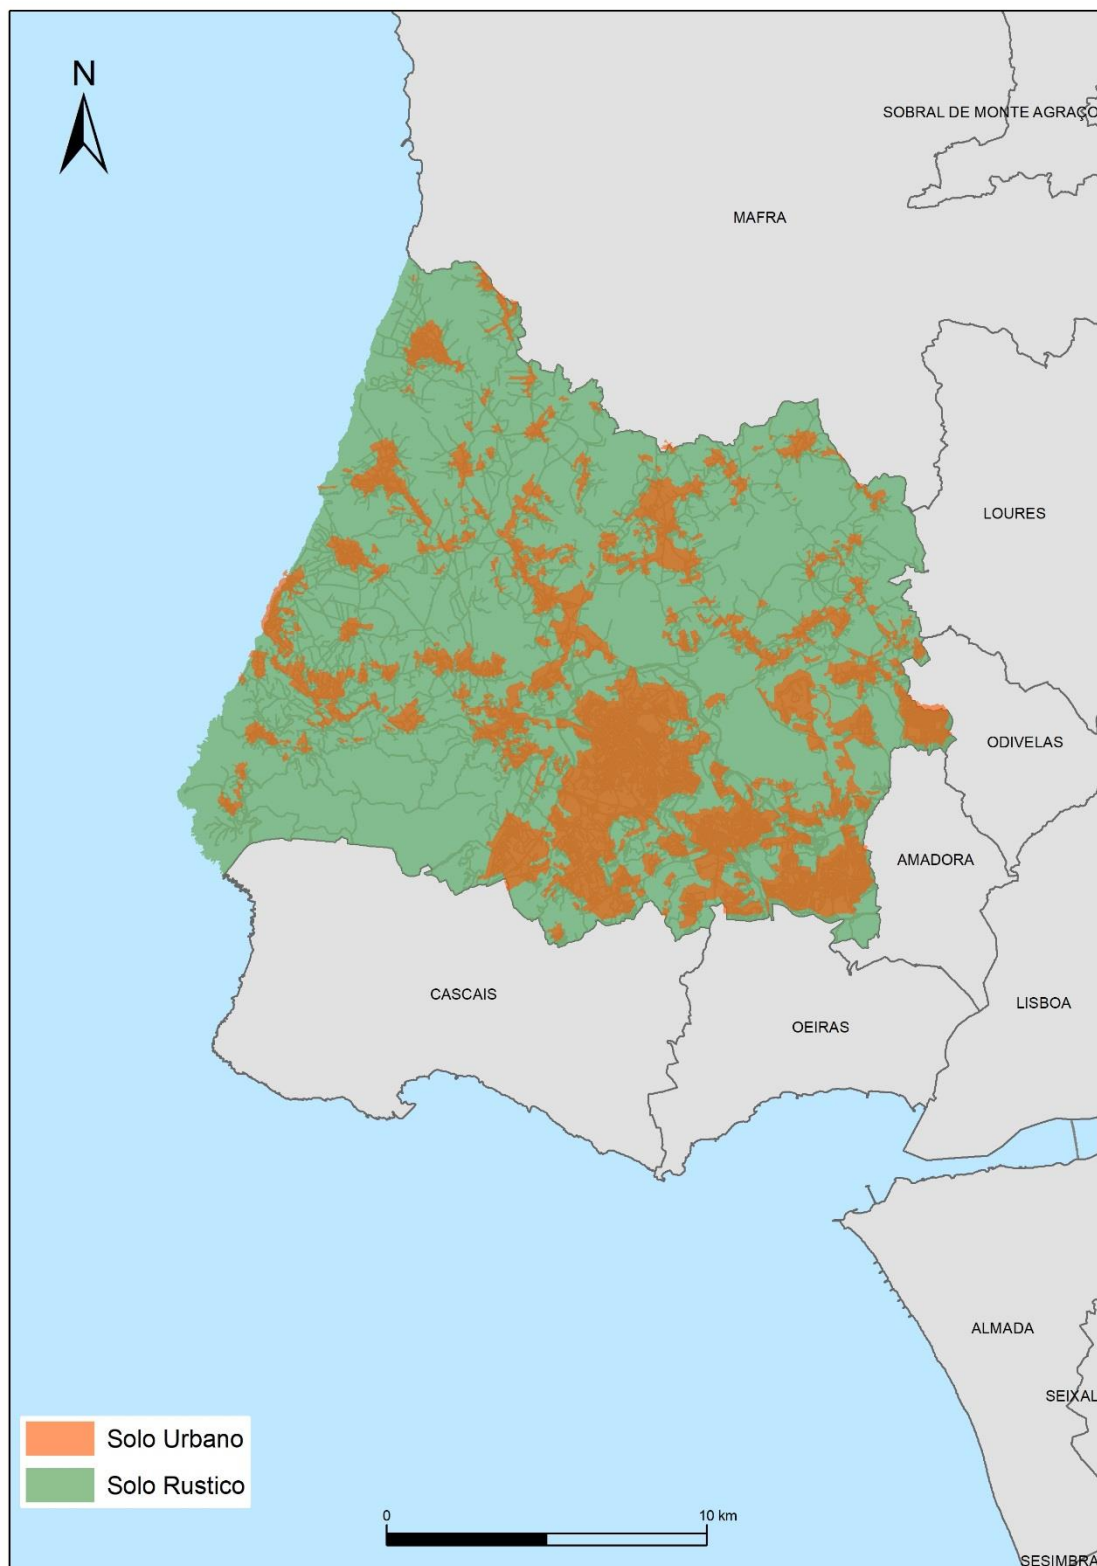 N
SOBRAL DE MONTE AGRAÇO
MAFRA
LOURES
ODIVELAS
AMADORA
CASCAIS
LISBOA
OEIRAS
ALMADA
SEIXAL
Solo Urbano
Solo Rustico
0 10 km
SESIMBRA